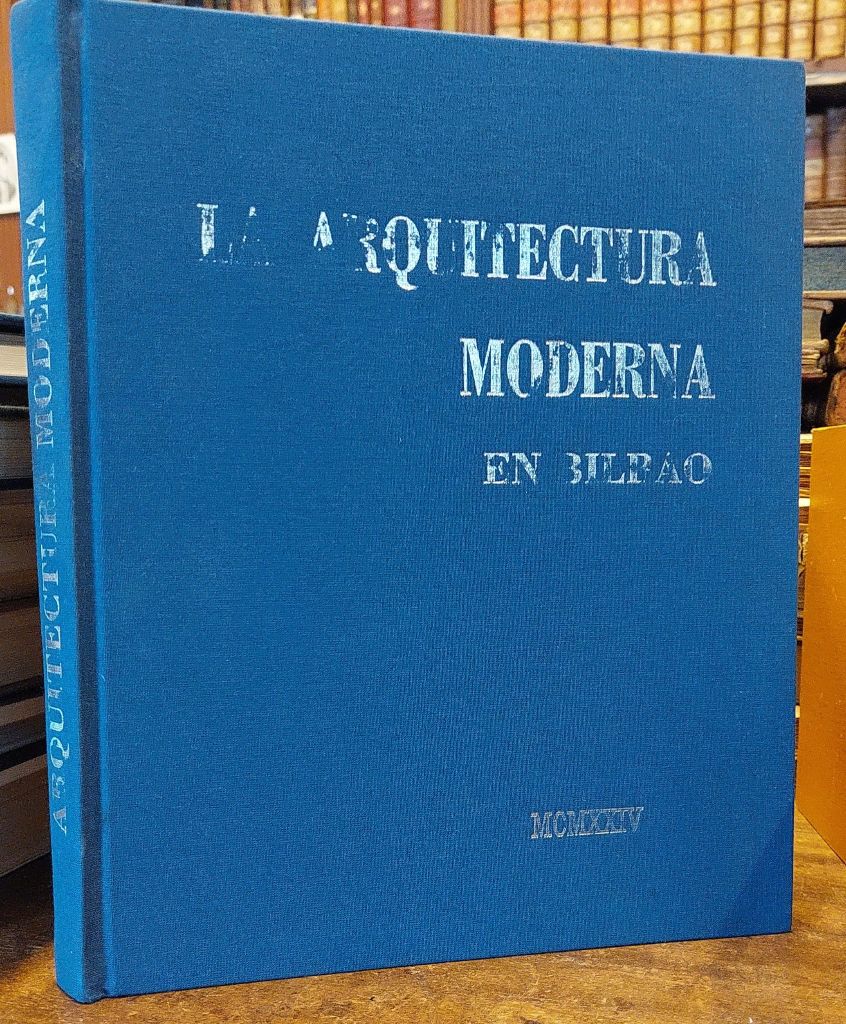 LA ARQUITECTURA
MODERNA
EN BILBAO
MCMXXIV
ARQUITECTURA MODERNA